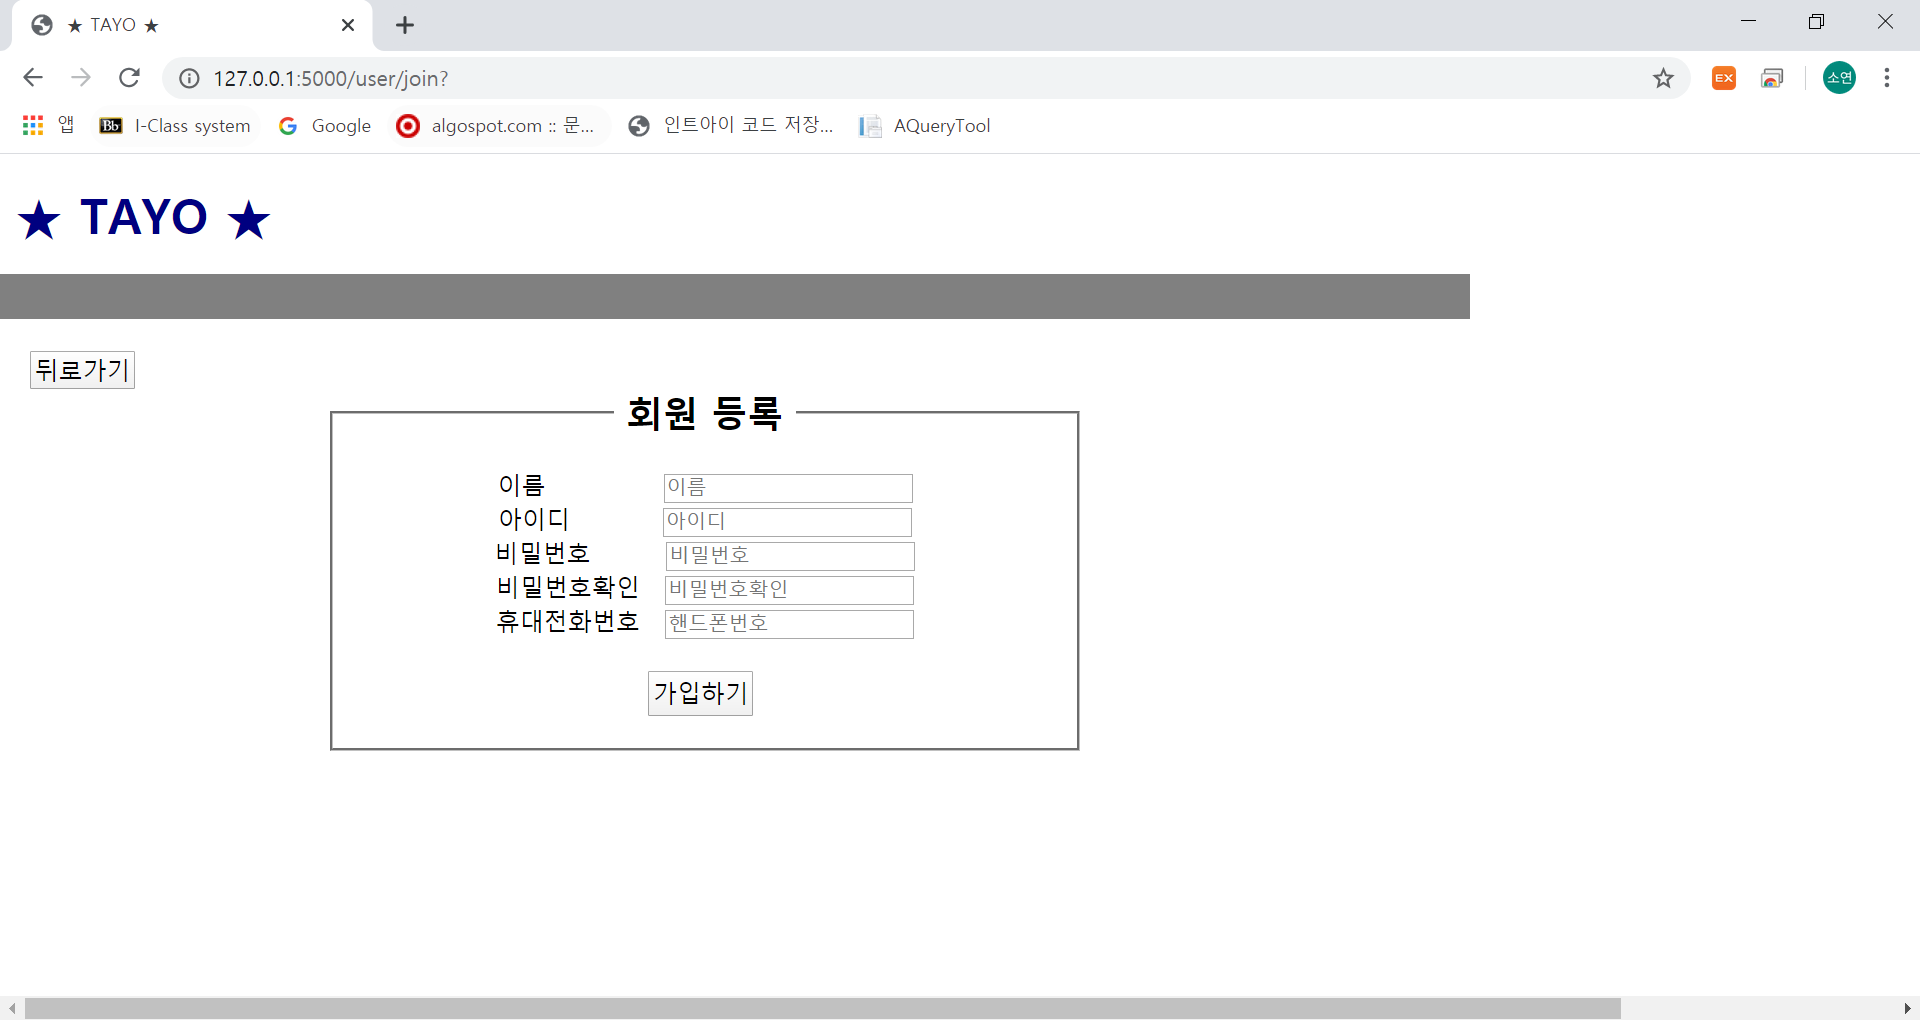 ★ TAYO ★
127.0.0.1:5000/user/join?
EX
소연
앱 Bb I-Class system Google algospot.com :: 문... 인트아이 코드 저장... AQueryTool
★ TAYO ★
뒤로가기
회원 등록
이름 이름
아이디 아이디
비밀번호 비밀번호
비밀번호확인 비밀번호확인
휴대전화번호 핸드폰번호
가입하기